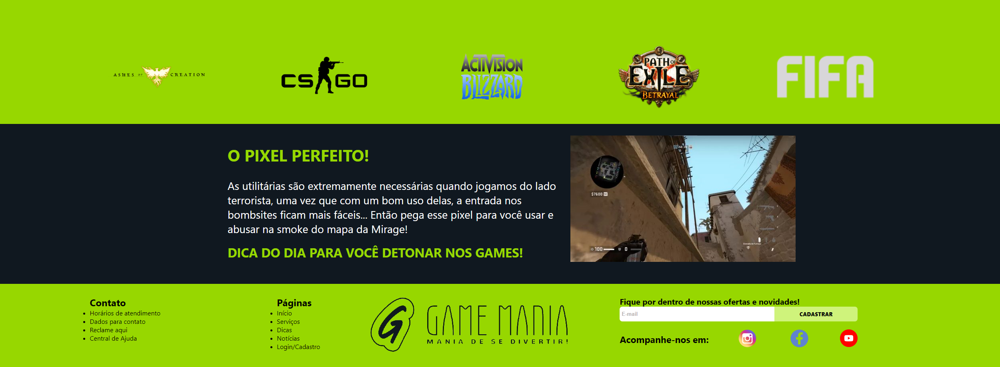 ASHES OF CREATION
CS GO
ACTIVISION
BLIZZARD
PATH OF
EXILE
BETRAYAL
FIFA
O PIXEL PERFEITO!
As utilitárias são extremamente necessárias quando jogamos do lado
terrorista, uma vez que com um bom uso delas, a entrada nos
bombsites ficam mais fáceis... Então pega esse pixel para você usar e
abusar na smoke do mapa da Mirage!
DICA DO DIA PARA VOCÊ DETONAR NOS GAMES!
53:20
$7600
Granada de Fumaça
100
0
Contato
Horários de atendimento
Dados para contato
Reclame aqui
Central de Ajuda
Páginas
Início
Serviços
Dicas
Notícias
Login/Cadastro
G
GAME MANIA
MANIA DE SE DIVERTIR!
Fique por dentro de nossas ofertas e novidades!
E-mail
CADASTRAR
Acompanhe-nos em: